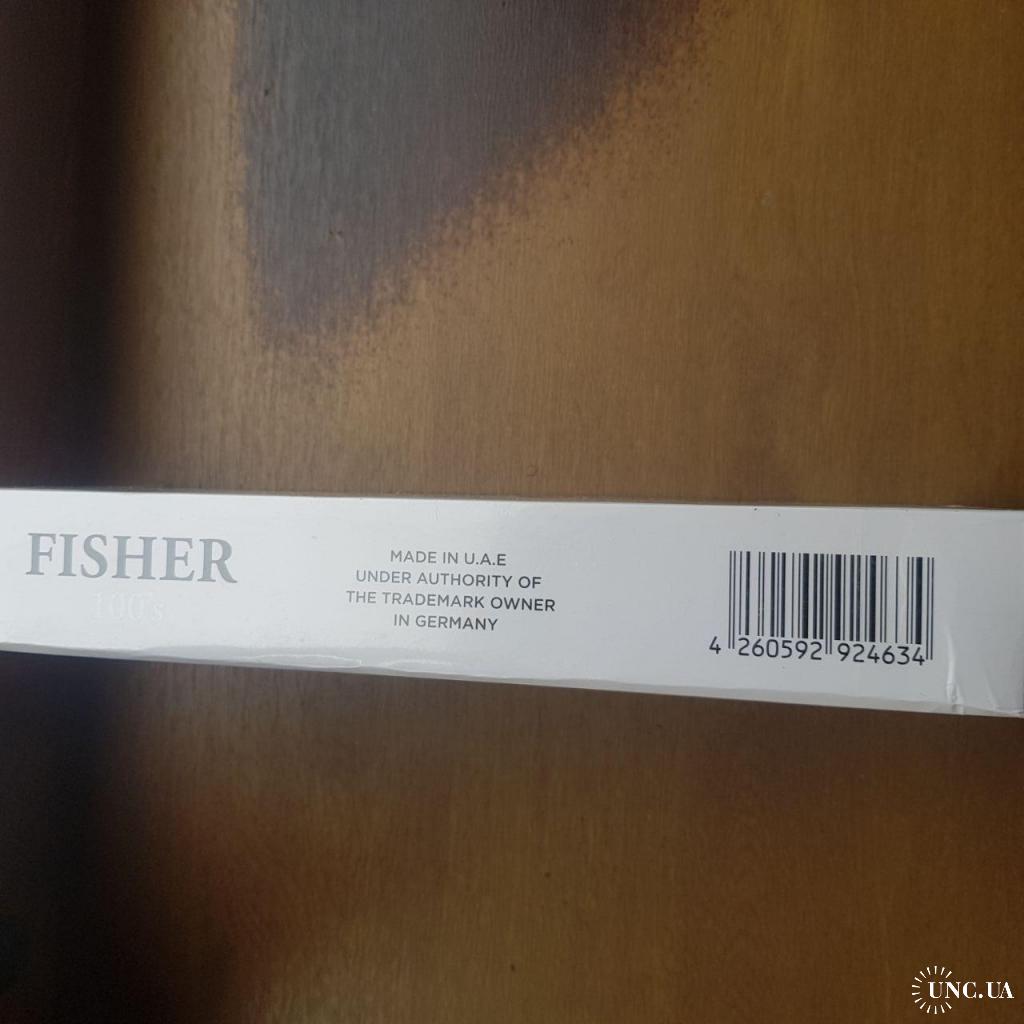 FISHER
100's
MADE IN U.A.E
UNDER AUTHORITY OF
THE TRADEMARK OWNER
IN GERMANY
4 260592 924634
UNC.UA